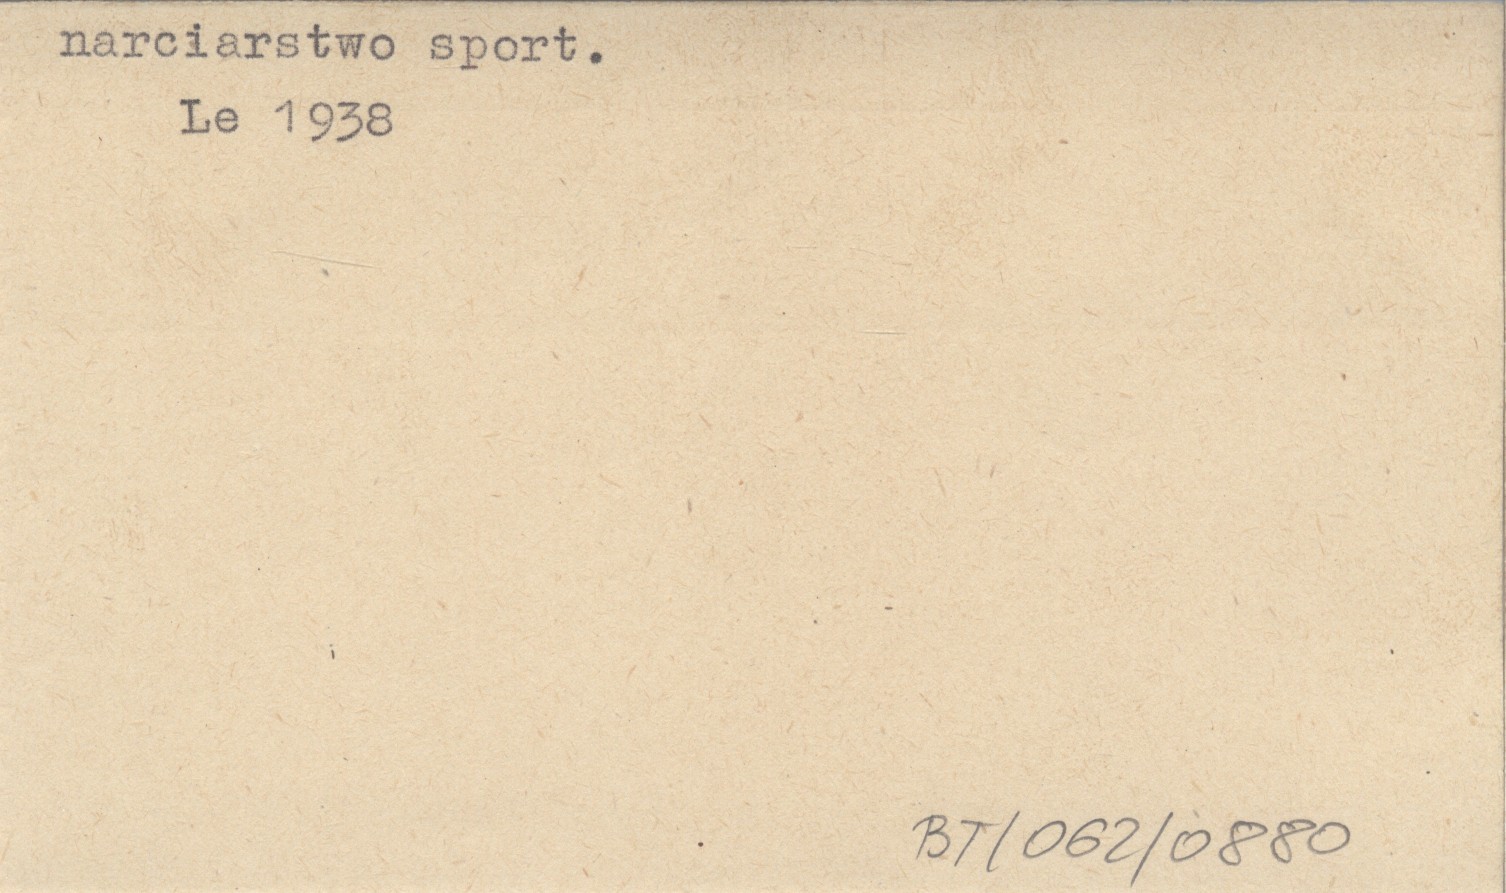 narciarstwo sport.
Le 1938
BT/062/0880